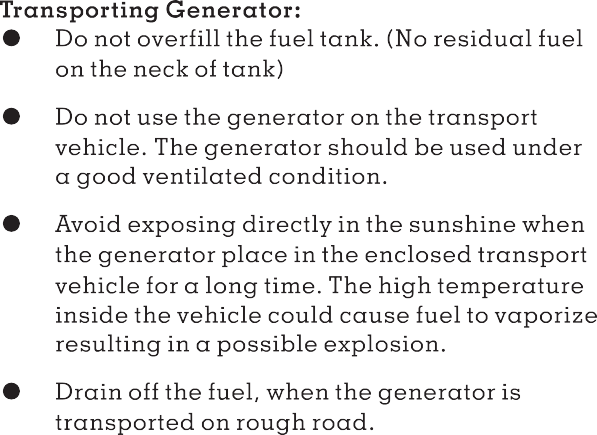 Transporting Generator:
● Do not overfill the fuel tank. (No residual fuel
on the neck of tank)
● Do not use the generator on the transport
vehicle. The generator should be used under
a good ventilated condition.
● Avoid exposing directly in the sunshine when
the generator place in the enclosed transport
vehicle for a long time. The high temperature
inside the vehicle could cause fuel to vaporize
resulting in a possible explosion.
● Drain off the fuel, when the generator is
transported on rough road.